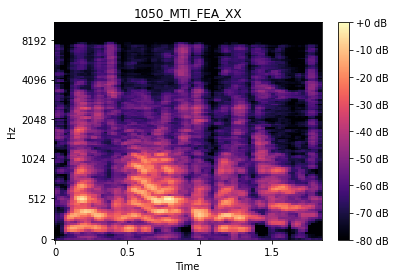 1050_MTI_FEA_XX
8192
4096
2048
1024
512
0
Hz
0
0.5
1
1.5
Time
+0 dB
-10 dB
-20 dB
-30 dB
-40 dB
-50 dB
-60 dB
-70 dB
-80 dB